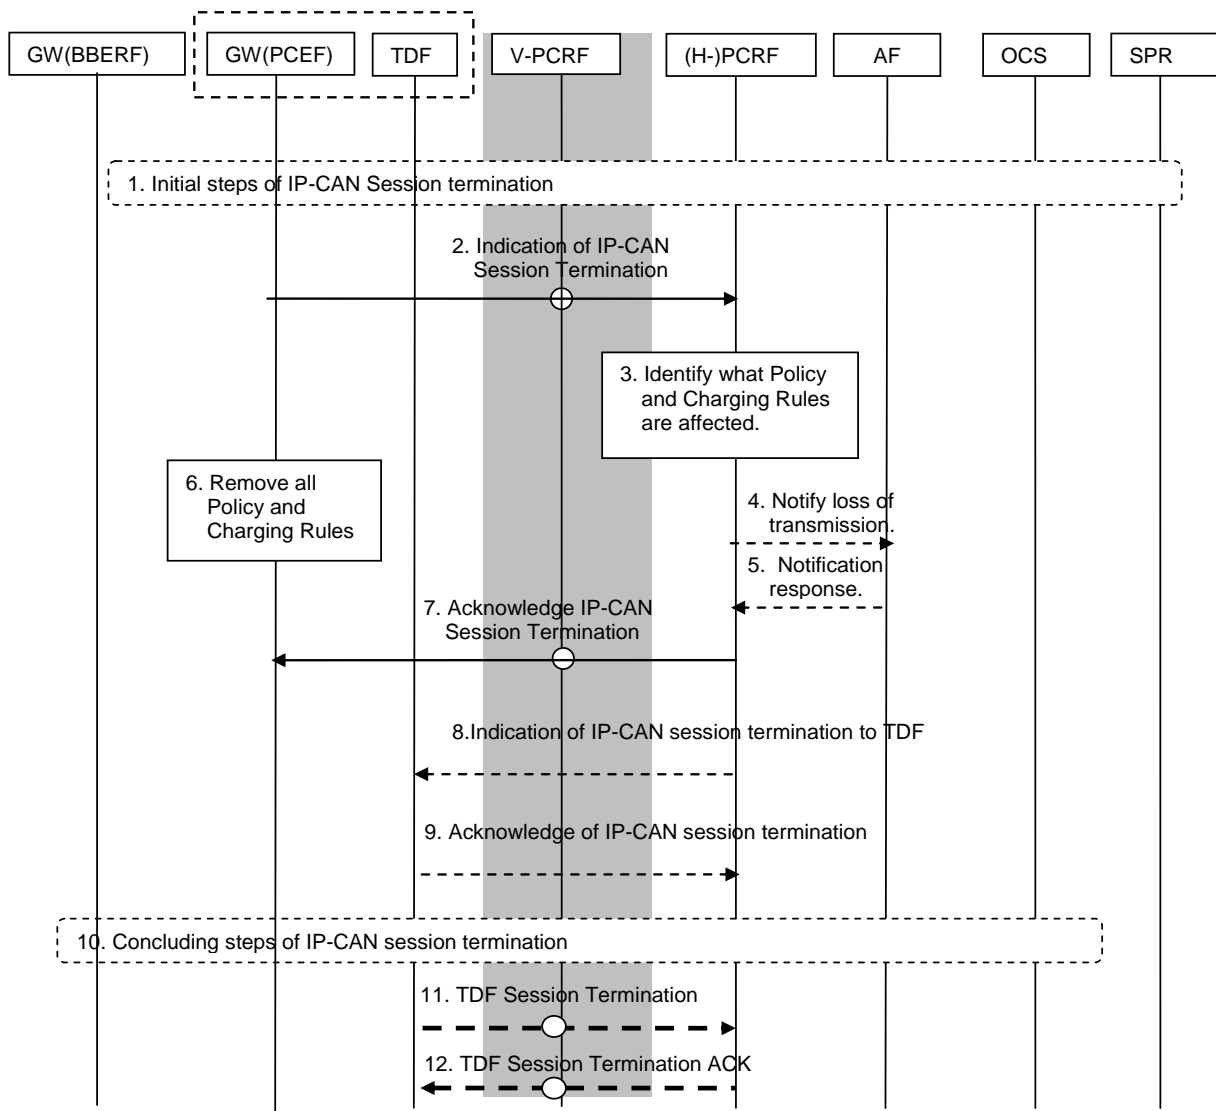 GW(BBERF)
GW(PCEF)
TDF
V-PCRF
(H-)PCRF
AF
OCS
SPR
1. Initial steps of IP-CAN Session termination
2. Indication of IP-CAN
Session Termination
3. Identify what Policy
and Charging Rules
are affected.
6. Remove all
Policy and
Charging Rules
4. Notify loss of
transmission.
5. Notification
response.
7. Acknowledge IP-CAN
Session Termination
8.Indication of IP-CAN session termination to TDF
9. Acknowledge of IP-CAN session termination
10. Concluding steps of IP-CAN session termination
11. TDF Session Termination
12. TDF Session Termination ACK